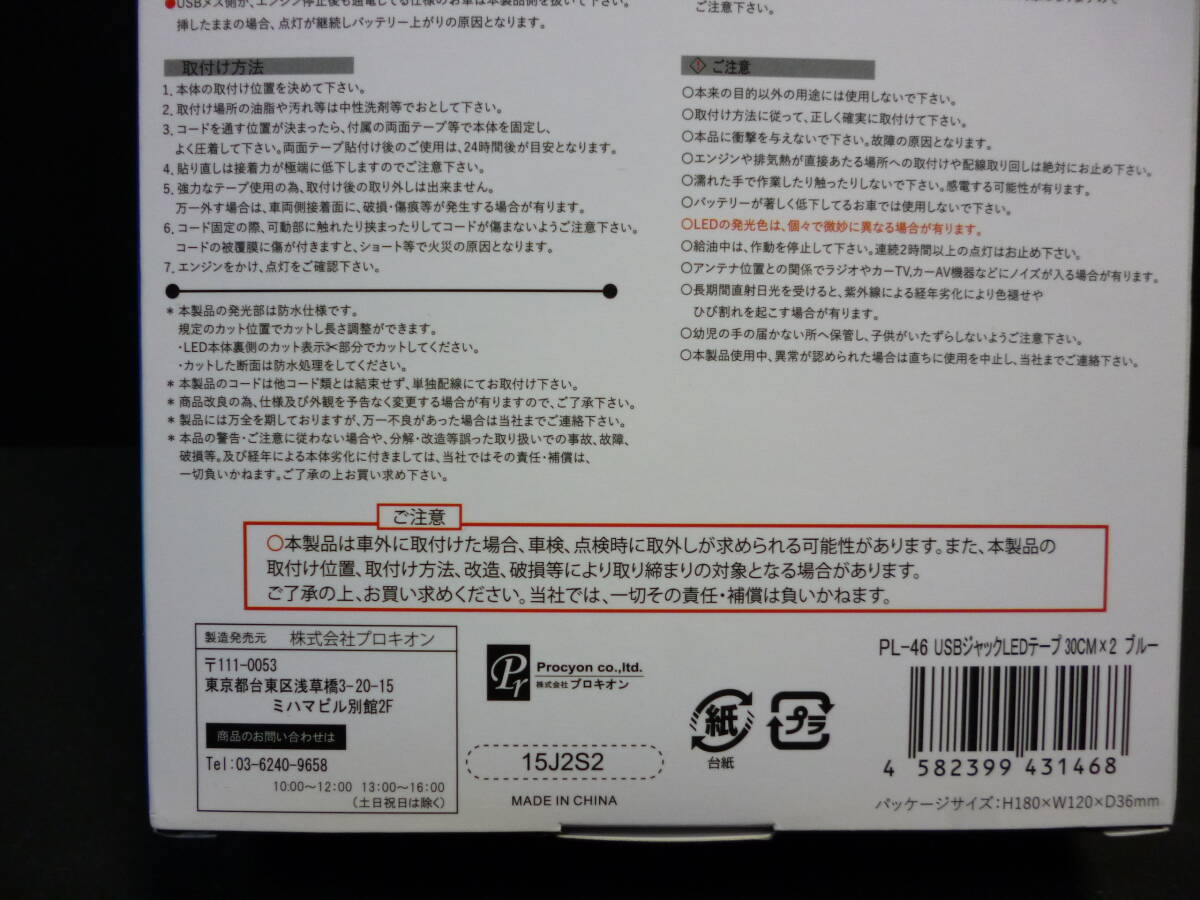 ●USBメス側が、エンジン停止後も通電してる仕様のお車は本製品側を抜いて下さい。
挿したままの場合、点灯が継続しバッテリー上がりの原因となります。
取付け方法
1. 本体の取付け位置を決めて下さい。
2. 取付け場所の油脂や汚れ等は中性洗剤等でおとして下さい。
3. コードを通す位置が決まったら、付属の両面テープ等で本体を固定し、
よく圧着して下さい。両面テープ貼付け後のご使用は、24時間後が目安となります。
4. 貼り直しは接着力が極端に低下しますのでご注意下さい。
5. 強力なテープ使用の為、取付け後の取り外しは出来ません。
万一外す場合は、車両側接着面に、破損・傷痕等が発生する場合が有ります。
6. コード固定の際、可動部に触れたり挟まったりしてコードが傷まないようご注意下さい。
コードの被覆膜に傷が付きますと、ショート等で火災の原因となります。
7. エンジンをかけ、点灯をご確認下さい。
* 本製品の発光部は防水仕様です。
規定のカット位置でカットし長さ調整ができます。
・LED本体裏側のカット表示✂部分でカットしてください。
・カットした断面は防水処理をしてください。
* 本製品のコードは他コード類とは結束せず、単独配線にてお取付け下さい。
* 商品改良の為、仕様及び外観を予告なく変更する場合が有りますので、ご了承下さい。
* 製品には万全を期しておりますが、万一不良があった場合は当社までご連絡下さい。
* 本品の警告・ご注意に従わない場合や、分解・改造等誤った取り扱いでの事故、故障、
破損等。及び経年による本体劣化に付きましては、当社ではその責任・補償は、
一切負いかねます。ご了承の上お買い求め下さい。
ご注意下さい。
ご注意
○本来の目的以外の用途には使用しないで下さい。
○取付け方法に従って、正しく確実に取付けて下さい。
○本品に衝撃を与えないで下さい。故障の原因となります。
○エンジンや排気熱が直接あたる場所への取付けや配線取り回しは絶対にお止め下さい。
○濡れた手で作業したり触ったりしないで下さい。感電する可能性が有ります。
○バッテリーが著しく低下してるお車では使用しないで下さい。
○LEDの発光色は、個々で微妙に異なる場合が有ります。
○給油中は、作動を停止して下さい。連続2時間以上の点灯はお止め下さい。
○アンテナ位置との関係でラジオやカーTV,カーAV機器などにノイズが入る場合が有ります。
○長期間直射日光を受けると、紫外線による経年劣化により色褪せや
ひび割れを起こす場合が有ります。
○幼児の手の届かない所へ保管し、子供がいたずらしないようご注意下さい。
○本製品使用中、異常が認められた場合は直ちに使用を中止し、当社までご連絡下さい。
ご注意
○本製品は車外に取付けた場合、車検、点検時に取外しが求められる可能性があります。また、本製品の
取付け位置、取付け方法、改造、破損等により取り締まりの対象となる場合があります。
ご了承の上、お買い求めください。当社では、一切その責任・補償は負いかねます。
製造発売元 株式会社プロキオン
〒111-0053
東京都台東区浅草橋3-20-15
ミハマビル別館2F
商品のお問い合わせは
Tel:03-6240-9658
10:00〜12:00 13:00〜16:00
（土日祝日は除く）
Pr
Procyon co.,ltd.
株式会社プロキオン
15J2S2
MADE IN CHINA
紙
台紙
プラ
PL-46 USBジャックLEDテープ 30CM×2 ブルー
4 582399 431468
パッケージサイズ：H180×W120×D36mm